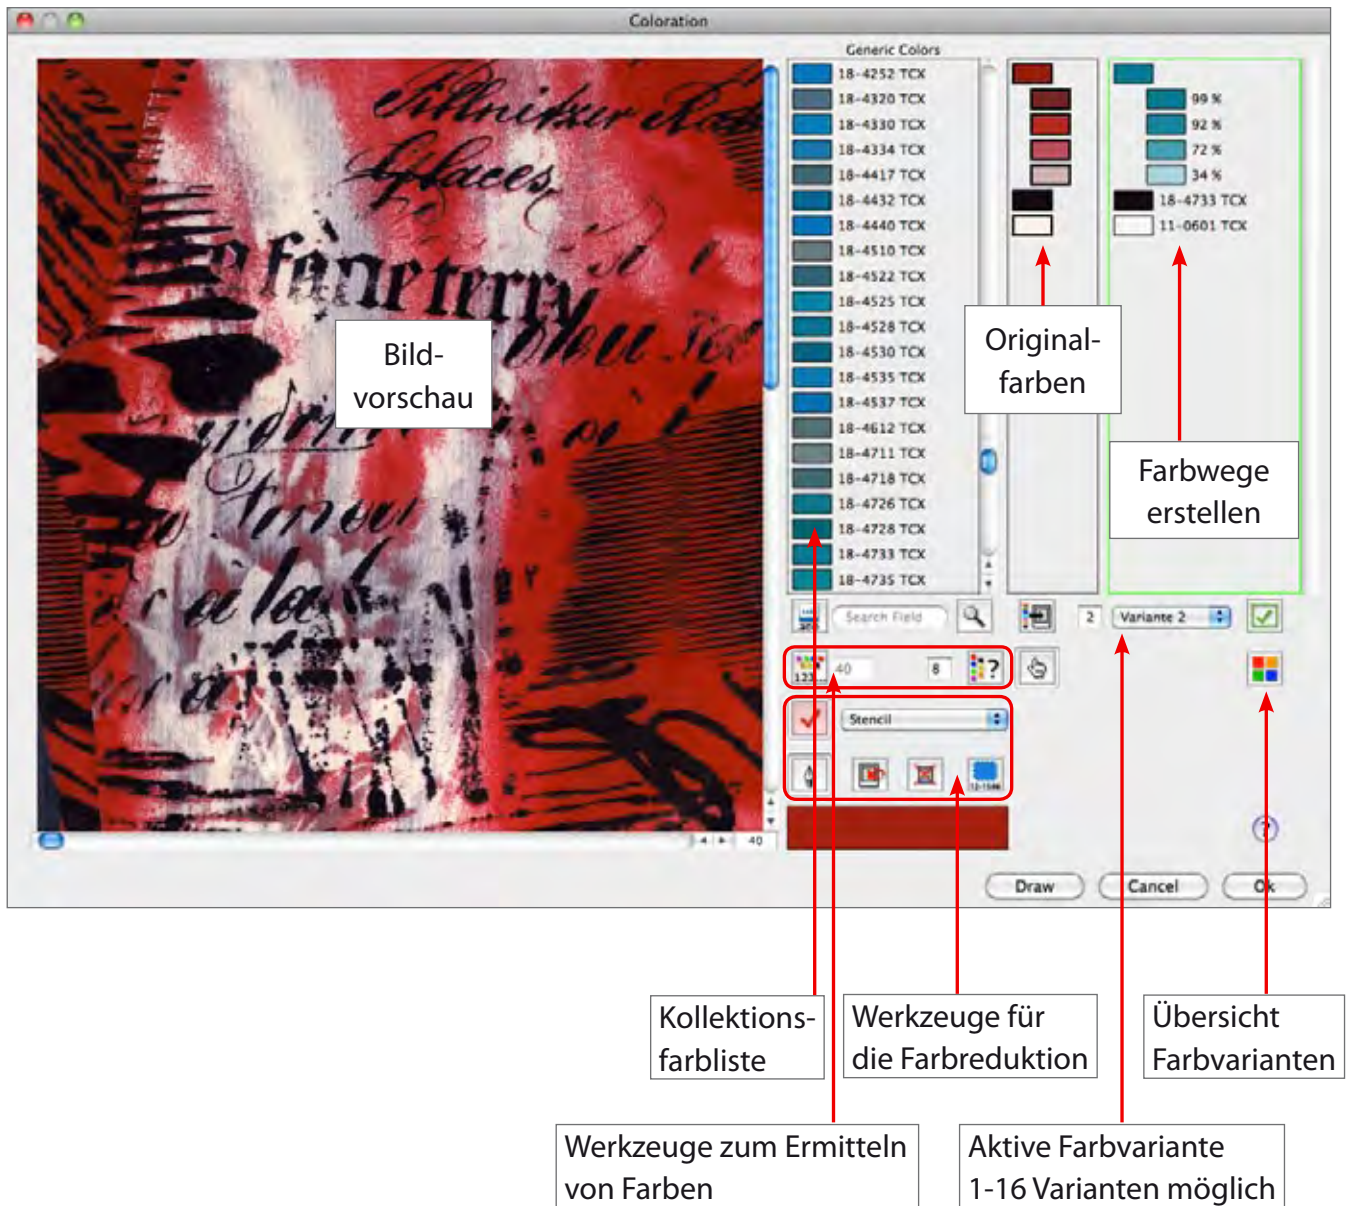 Coloration
Generic Colors
18-4252 TCX
18-4320 TCX
18-4330 TCX
18-4334 TCX
18-4417 TCX
18-4432 TCX
18-4440 TCX
18-4510 TCX
18-4522 TCX
18-4525 TCX
18-4528 TCX
18-4530 TCX
18-4535 TCX
18-4537 TCX
18-4612 TCX
18-4711 TCX
18-4718 TCX
18-4726 TCX
18-4728 TCX
18-4733 TCX
18-4735 TCX
99 %
92 %
72 %
34 %
18-4733 TCX
11-0601 TCX
Glaces
fane terry
Bild-
vorschau
Original-
farben
Farbwege
erstellen
Search Field
2
Variante 2
123...
40
8
?
Stencil
40
?
Draw
Cancel
Ok
Kollektions-
farbliste
Werkzeuge für
die Farbreduktion
Übersicht
Farbvarianten
Werkzeuge zum Ermitteln
von Farben
Aktive Farbvariante
1-16 Varianten möglich